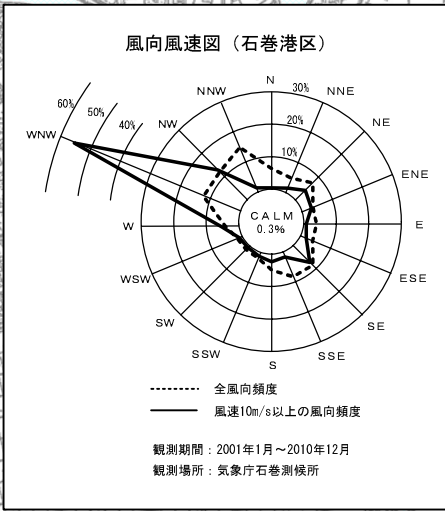 風向風速図（石巻港区）
N
NNW
30%
NNE
60%
50%
NW
20%
NE
40%
WNW
10%
ENE
CALM
0.3%
W
E
WSW
ESE
SW
SE
SSW
SSE
S
全風向頻度
風速10m/s以上の風向頻度
観測期間：2001年1月～2010年12月
観測場所：気象庁石巻測候所